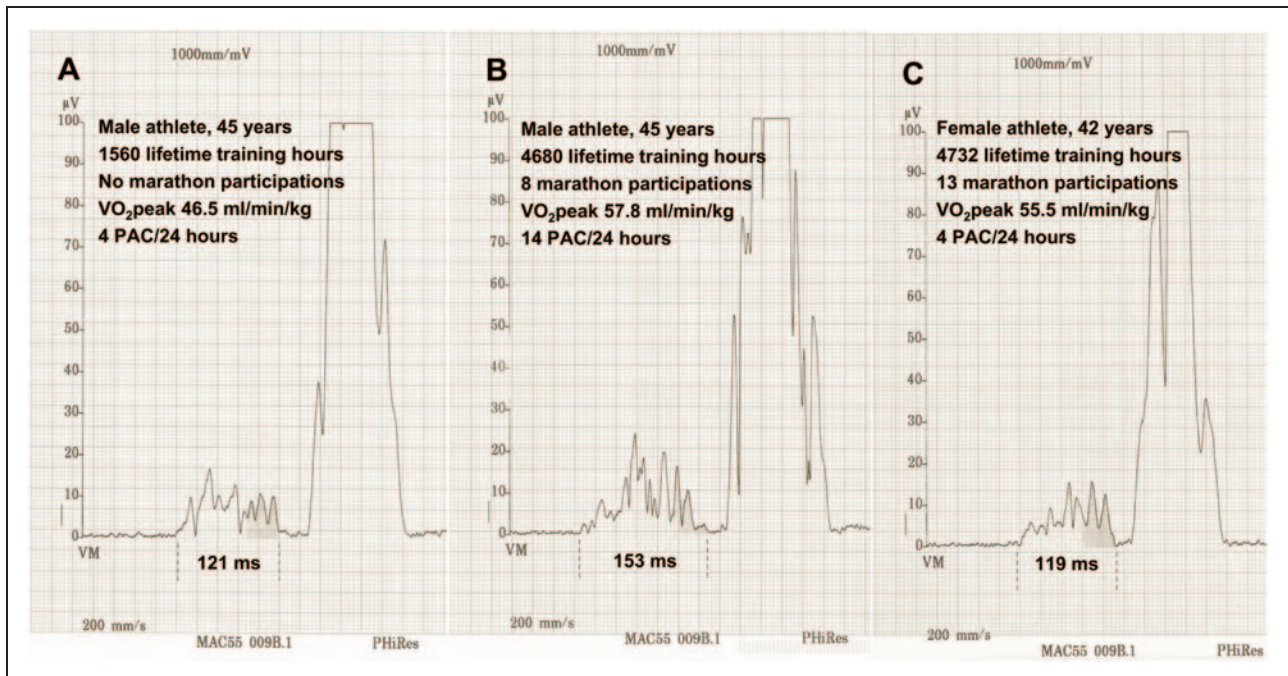 1000mm/mV
A
µV
Male athlete, 45 years
1560 lifetime training hours
No marathon participations
VO₂peak 46.5 ml/min/kg
4 PAC/24 hours
100
90
80
70
60
50
40
30
20
10
0
VM
121 ms
200 mm/s
MAC55 009B.1
PHiRes
1000mm/mV
B
µV
Male athlete, 45 years
4680 lifetime training hours
8 marathon participations
VO₂peak 57.8 ml/min/kg
14 PAC/24 hours
100
90
80
70
60
50
40
30
20
10
0
VM
153 ms
200 mm/s
MAC55 009B.1
PHiRes
1000mm/mV
C
µV
Female athlete, 42 years
4732 lifetime training hours
13 marathon participations
VO₂peak 55.5 ml/min/kg
4 PAC/24 hours
100
90
80
70
60
50
40
30
20
10
0
VM
119 ms
200 mm/s
MAC55 009B.1
PHiRes